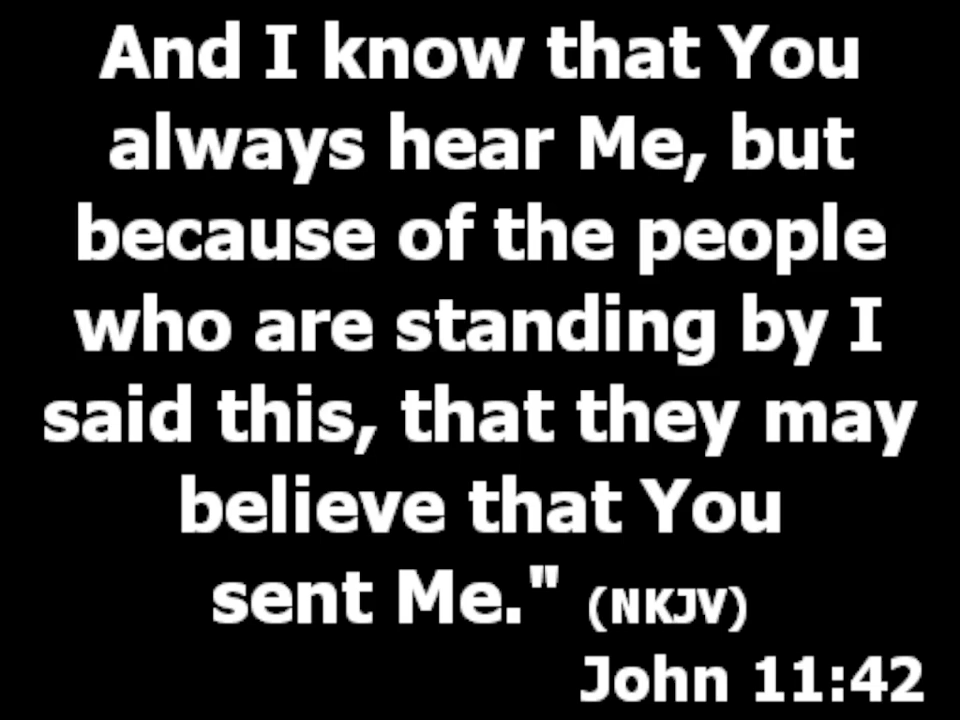 And I know that You
always hear Me, but
because of the people
who are standing by I
said this, that they may
believe that You
sent Me." (NKJV)
John 11:42